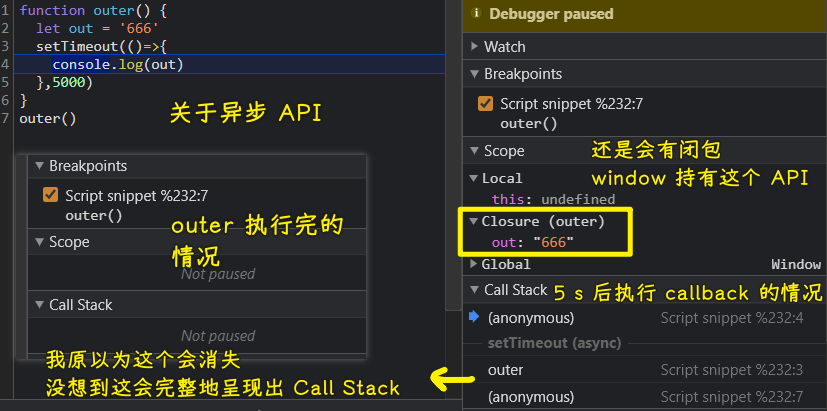 1 function outer() {
2 let out = '666'
3 setTimeout(()=>{
4 console.log(out)
5 },5000)
6 }
7 outer()
关于异步 API
Breakpoints
Script snippet %232:7
outer()
Scope
Not paused
Call Stack
Not paused
outer 执行完的
情况
我原以为这个会消失
没想到这会完整地呈现出 Call Stack
Debugger paused
Watch
Breakpoints
Script snippet %232:7
outer()
Scope
还是会有闭包
window 持有这个 API
Local
this: undefined
Closure (outer)
out: "666"
Global Window
Call Stack
5 s 后执行 callback 的情况
(anonymous) Script snippet %232:4
setTimeout (async)
outer Script snippet %232:3
(anonymous) Script snippet %232:7